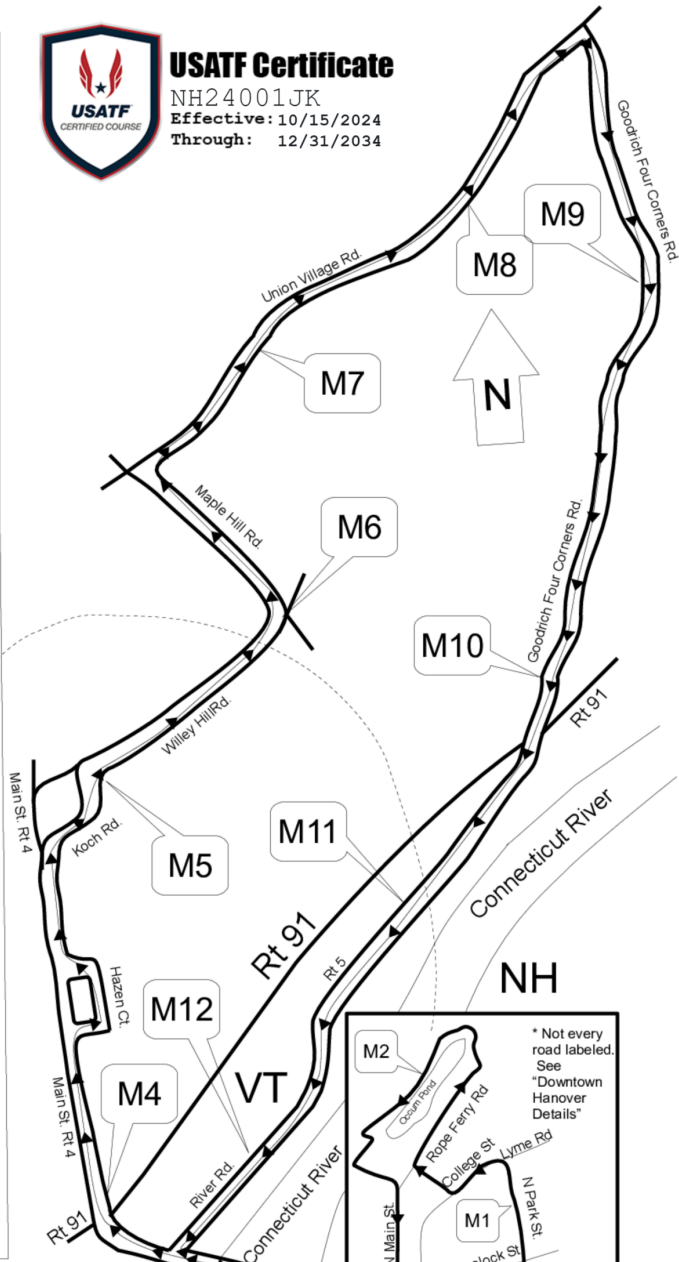 USATF
CERTIFIED COURSE
USATF Certificate
NH24001JK
Effective: 10/15/2024
Through: 12/31/2034
Goodrich Four Corners Rd.
M9
M8
Union Village Rd.
M7
N
Maple Hill Rd.
M6
Goodrich Four Corners Rd.
M10
Rt 91
Willey HillRd.
Main St. Rt 4
Koch Rd.
M5
M11
Connecticut River
Rt 91
Rt 5
NH
Hazen Ct.
M12
VT
M4
Main St. Rt 4
River Rd.
Rt 91
Connecticut River
M2
* Not every
road labeled.
See
"Downtown
Hanover
Details"
Occum Pond
Rope Ferry Rd
College St
Lyme Rd
M1
N Park St.
N Main St.
lock St